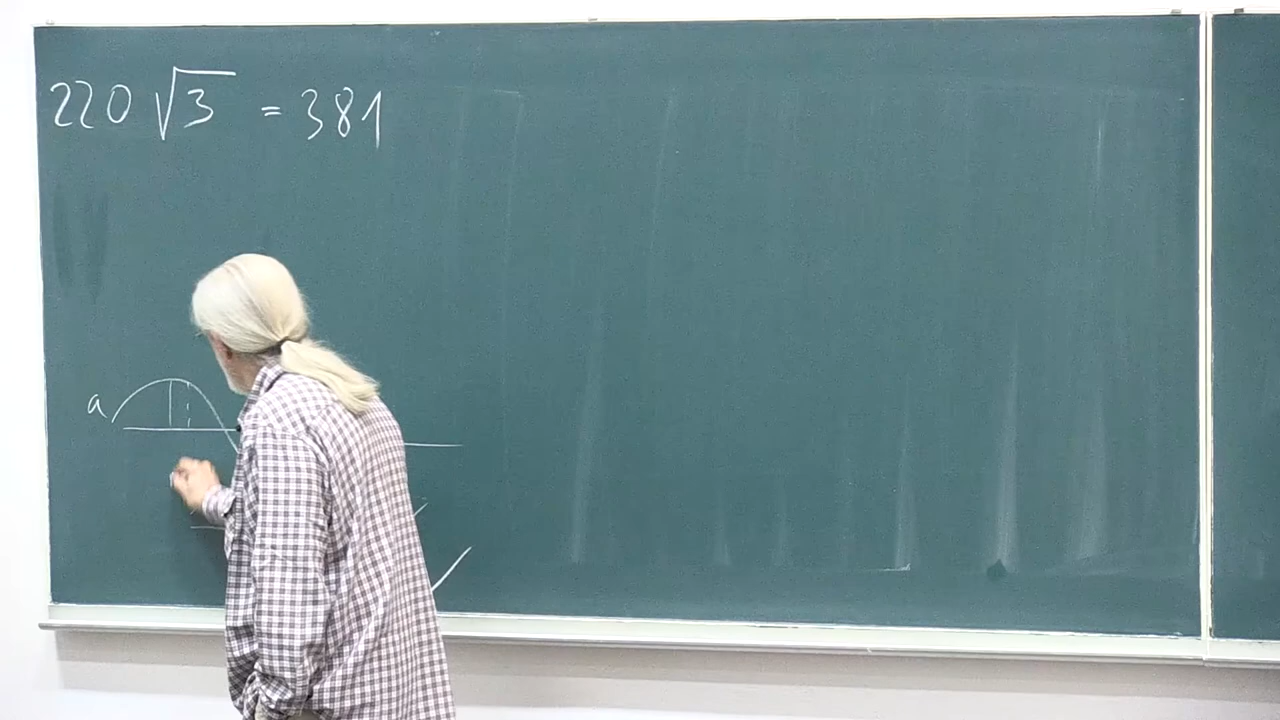 220 √3 = 381
a